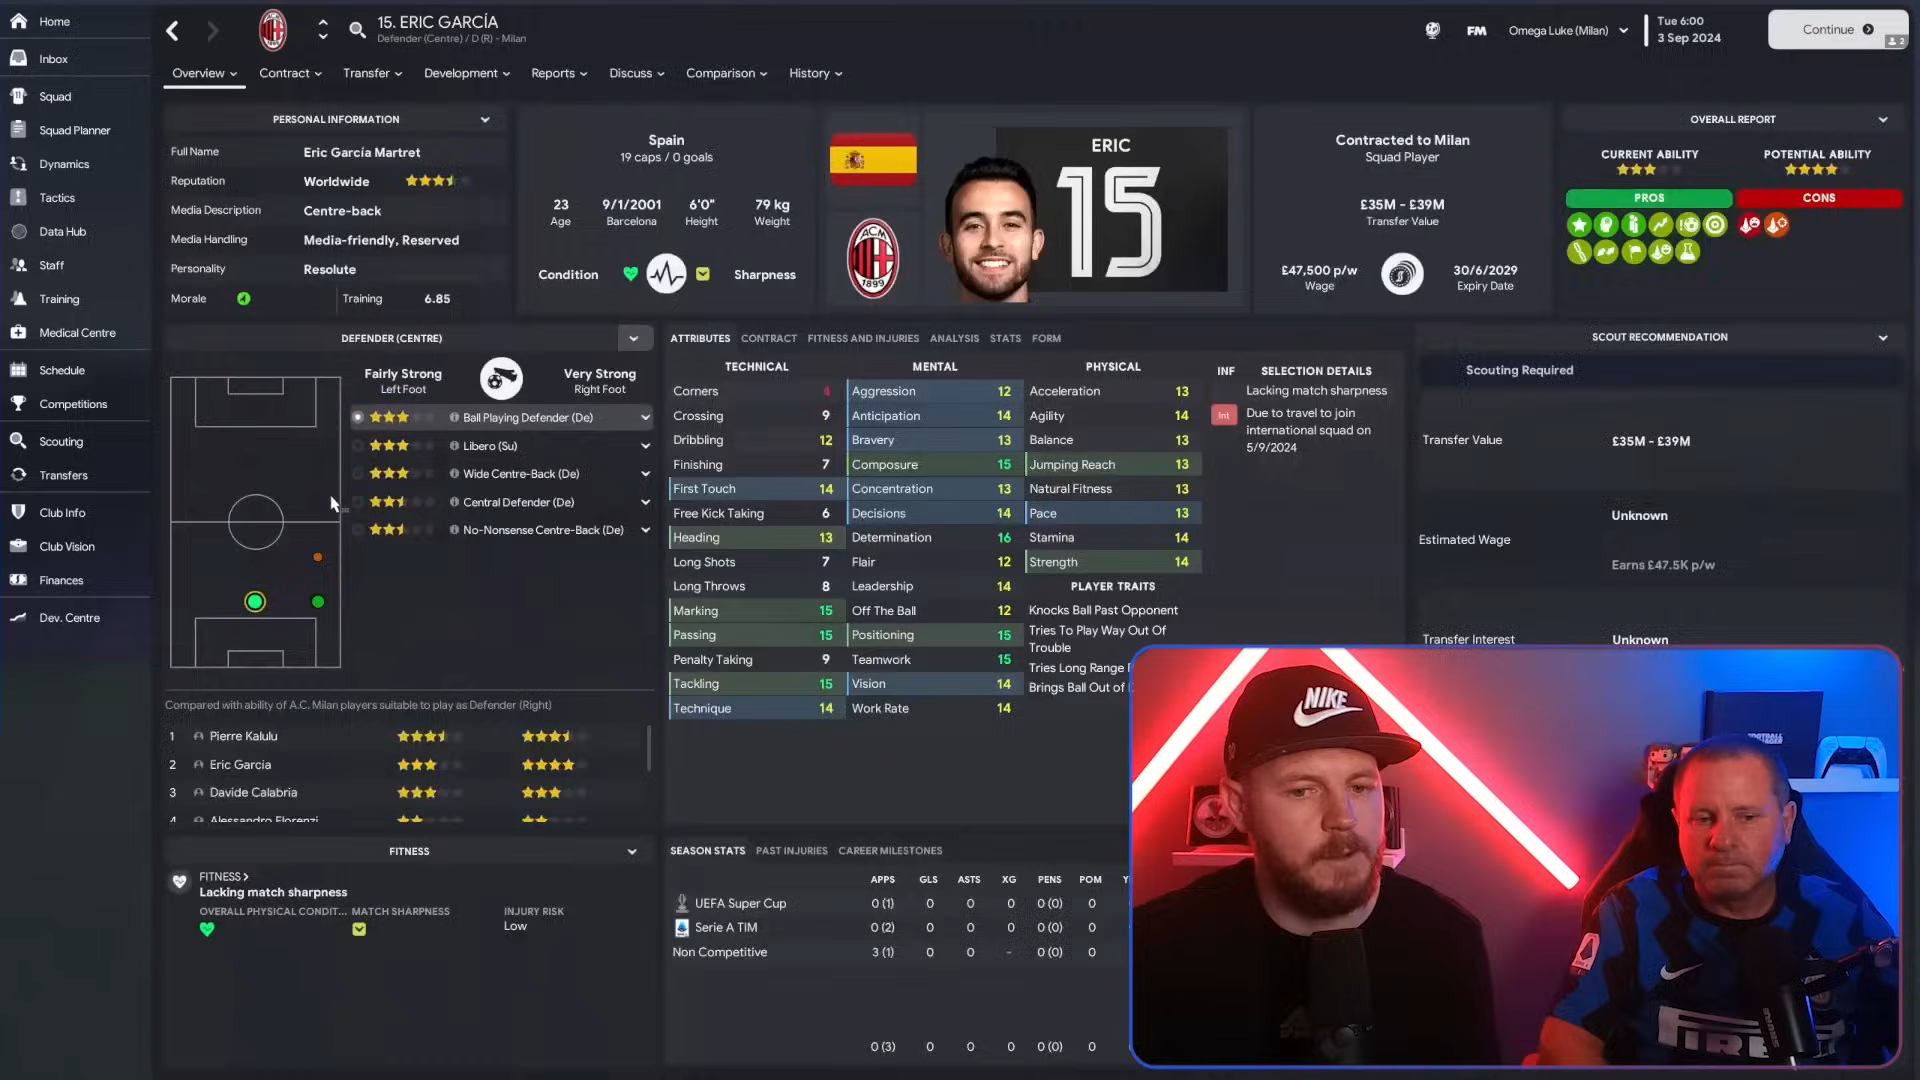 Home
Inbox
Squad
Squad Planner
Dynamics
Tactics
Data Hub
Staff
Training
Medical Centre
Schedule
Competitions
Scouting
Transfers
Club Info
Club Vision
Finances
Dev. Centre
15. ERIC GARCÍA
Defender (Centre) / D (R) - Milan
FM
Omega Luke (Milan)
Tue 6:00
3 Sep 2024
Continue
2
Overview
Contract
Transfer
Development
Reports
Discuss
Comparison
History
PERSONAL INFORMATION
Full Name Eric García Martret
Reputation Worldwide
Media Description Centre-back
Media Handling Media-friendly, Reserved
Personality Resolute
Morale
Training 6.85
Spain
19 caps / 0 goals
23 9/1/2001 6'0" 79 kg
Age Barcelona Height Weight
Condition Sharpness
ACM
1899
ERIC
15
Contracted to Milan
Squad Player
£35M - £39M
Transfer Value
£47,500 p/w
Wage
30/6/2029
Expiry Date
OVERALL REPORT
CURRENT ABILITY
POTENTIAL ABILITY
PROS
CONS
DEFENDER (CENTRE)
Fairly Strong
Left Foot
Very Strong
Right Foot
Ball Playing Defender (De)
Libero (Su)
Wide Centre-Back (De)
Central Defender (De)
No-Nonsense Centre-Back (De)
Compared with ability of A.C. Milan players suitable to play as Defender (Right)
1 Pierre Kalulu
2 Eric García
3 Davide Calabria
4 Alessandro Florenzi
FITNESS
FITNESS >
Lacking match sharpness
OVERALL PHYSICAL CONDIT... MATCH SHARPNESS INJURY RISK
Low
ATTRIBUTES CONTRACT FITNESS AND INJURIES ANALYSIS STATS FORM
TECHNICAL
Corners 4
Crossing 9
Dribbling 12
Finishing 7
First Touch 14
Free Kick Taking 6
Heading 13
Long Shots 7
Long Throws 8
Marking 15
Passing 15
Penalty Taking 9
Tackling 15
Technique 14
MENTAL
Aggression 12
Anticipation 14
Bravery 13
Composure 15
Concentration 13
Decisions 14
Determination 16
Flair 12
Leadership 14
Off The Ball 12
Positioning 15
Teamwork 15
Vision 14
Work Rate 14
PHYSICAL
Acceleration 13
Agility 14
Balance 13
Jumping Reach 13
Natural Fitness 13
Pace 13
Stamina 14
Strength 14
PLAYER TRAITS
Knocks Ball Past Opponent
Tries To Play Way Out Of
Trouble
Tries Long Range
Brings Ball Out of
INF SELECTION DETAILS
Lacking match sharpness
Int Due to travel to join
international squad on
5/9/2024
SCOUT RECOMMENDATION
Scouting Required
Transfer Value £35M - £39M
Unknown
Estimated Wage
Earns £47.5K p/w
Transfer Interest Unknown
SEASON STATS PAST INJURIES CAREER MILESTONES
APPS GLS ASTS XG PENS POM
UEFA Super Cup 0 (1) 0 0 0 0 (0) 0
Serie A TIM 0 (2) 0 0 0 0 (0) 0
Non Competitive 3 (1) 0 0 - 0 (0) 0
0 (3) 0 0 0 0 (0) 0
NIKE